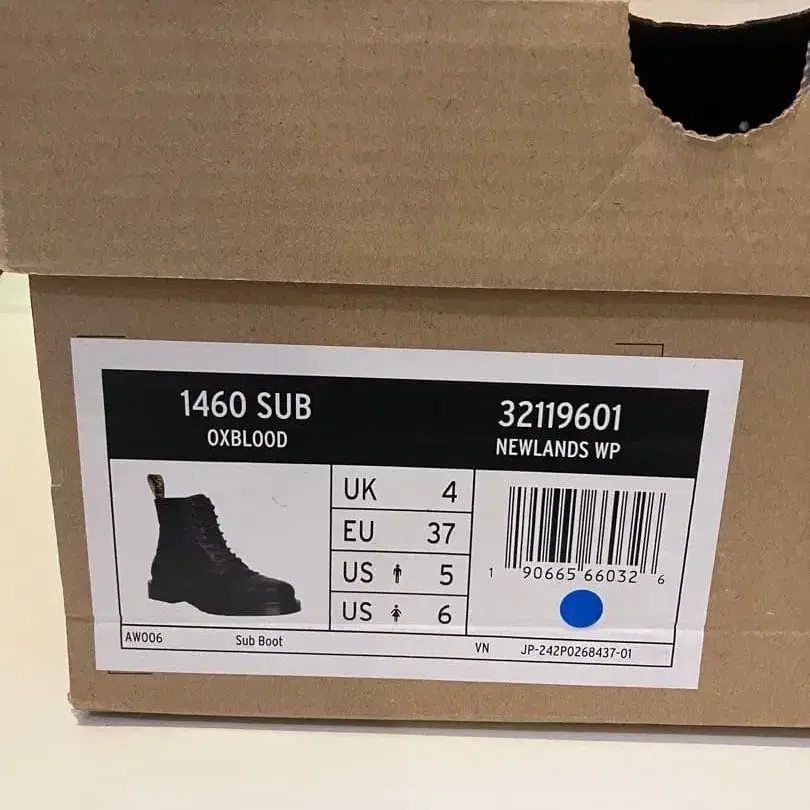 1460 SUB
OXBLOOD
32119601
NEWLANDS WP
UK 4
EU 37
US 5
US 6
1 90665 66032 6
AW006 Sub Boot VN JP-242P0268437-01